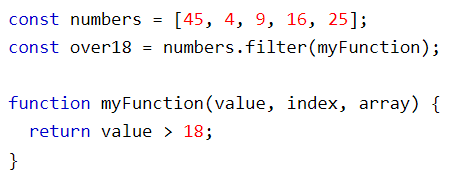 const numbers = [45, 4, 9, 16, 25];
const over18 = numbers.filter(myFunction);

function myFunction(value, index, array) {
  return value > 18;
}